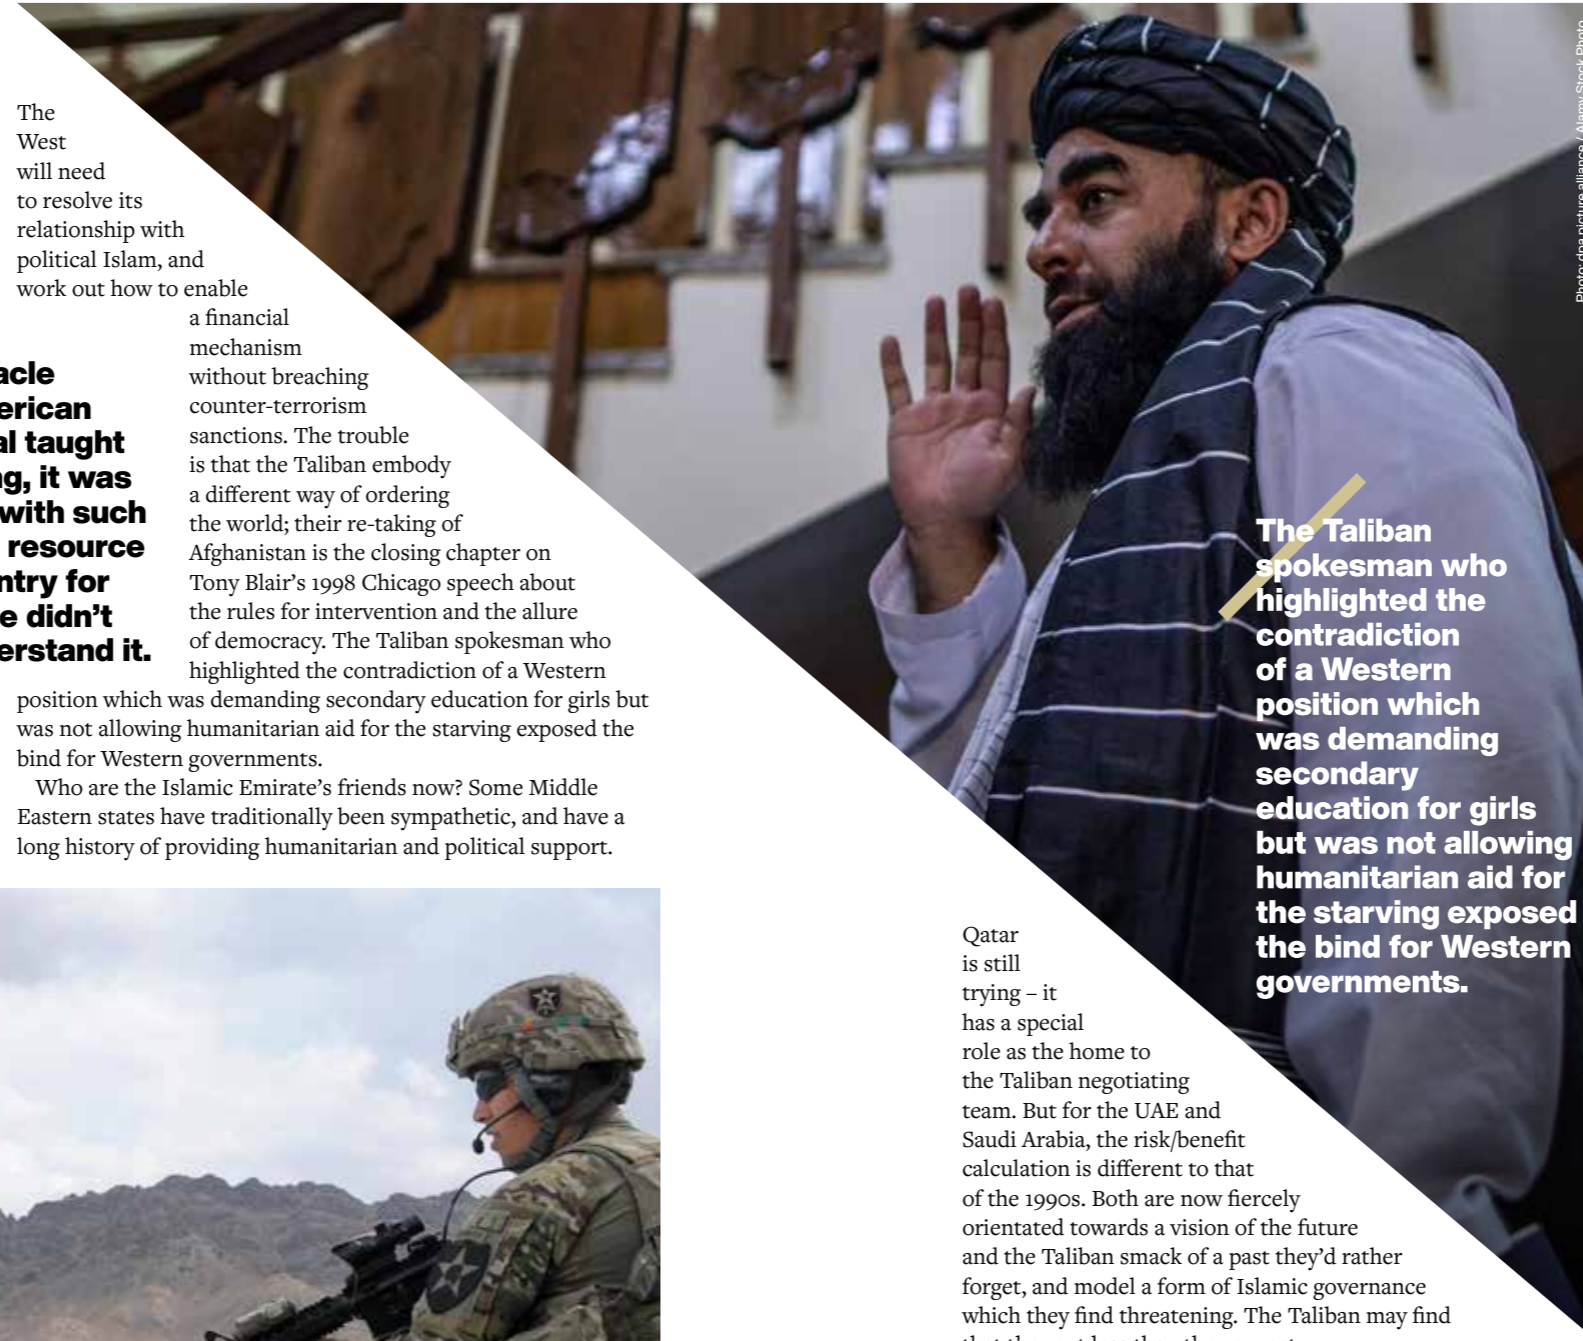 The
West
will need
to resolve its
relationship with
political Islam, and
work out how to enable
a financial
mechanism
without breaching
counter-terrorism
sanctions. The trouble
is that the Taliban embody
a different way of ordering
the world; their re-taking of
Afghanistan is the closing chapter on
Tony Blair’s 1998 Chicago speech about
the rules for intervention and the allure
of democracy. The Taliban spokesman who
highlighted the contradiction of a Western
position which was demanding secondary education for girls but
was not allowing humanitarian aid for the starving exposed the
bind for Western governments.
Who are the Islamic Emirate’s friends now? Some Middle
Eastern states have traditionally been sympathetic, and have a
long history of providing humanitarian and political support.
taught
it was
with such
resource
for
didn’t
it.
Qatar
is still
trying – it
has a special
role as the home to
the Taliban negotiating
team. But for the UAE and
Saudi Arabia, the risk/benefit
calculation is different to that
of the 1990s. Both are now fiercely
orientated towards a vision of the future
and the Taliban smack of a past they’d rather
forget, and model a form of Islamic governance
which they find threatening. The Taliban may find
The Taliban
spokesman who
highlighted the
contradiction
of a Western
position which
was demanding
secondary
education for girls
but was not allowing
humanitarian aid for
the starving exposed
the bind for Western
governments.
Photo: dpa picture alliance / Alamy Stock Photo